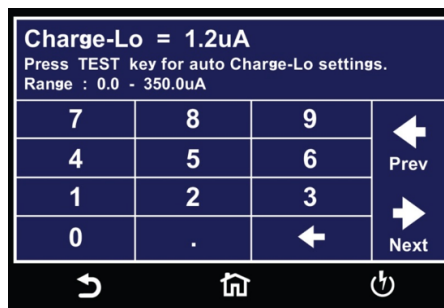 Charge-Lo = 1.2uA
Press TEST key for auto Charge-Lo settings.
Range : 0.0 - 350.0uA
7 8 9
4 5 6
Prev
1 2 3
0 .
Next